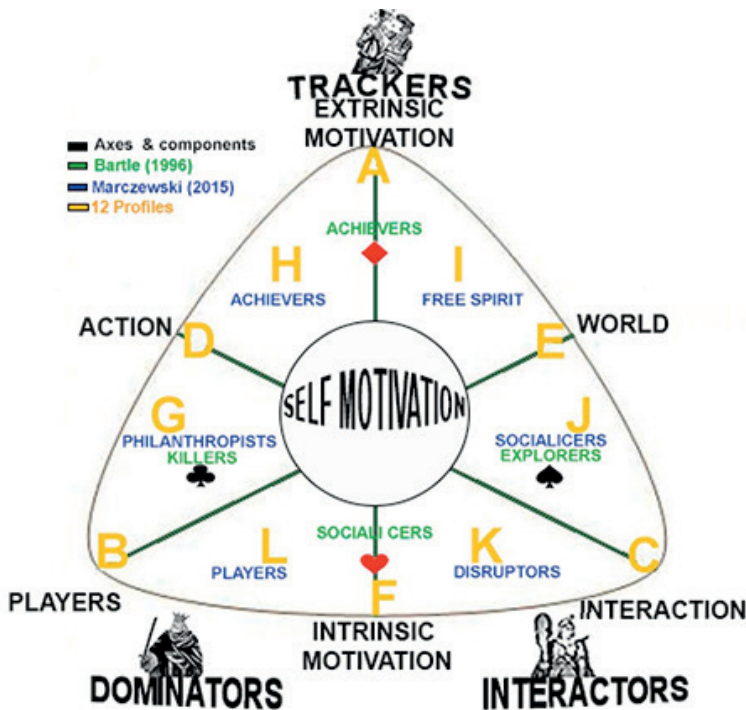 TRACKERS
EXTRINSIC
MOTIVATION
Axes & components
Bartle (1996)
Marczewski (2015)
12 Profiles
A
ACHIEVERS
H
I
ACHIEVERS
FREE SPIRIT
ACTION
WORLD
D
E
SELF MOTIVATION
G
J
PHILANTHROPISTS
KILLERS
SOCIALICERS
EXPLORERS
SOCIALI CERS
B
L
K
C
PLAYERS
DISRUPTORS
F
PLAYERS
INTERACTION
INTRINSIC
MOTIVATION
DOMINATORS
INTERACTORS